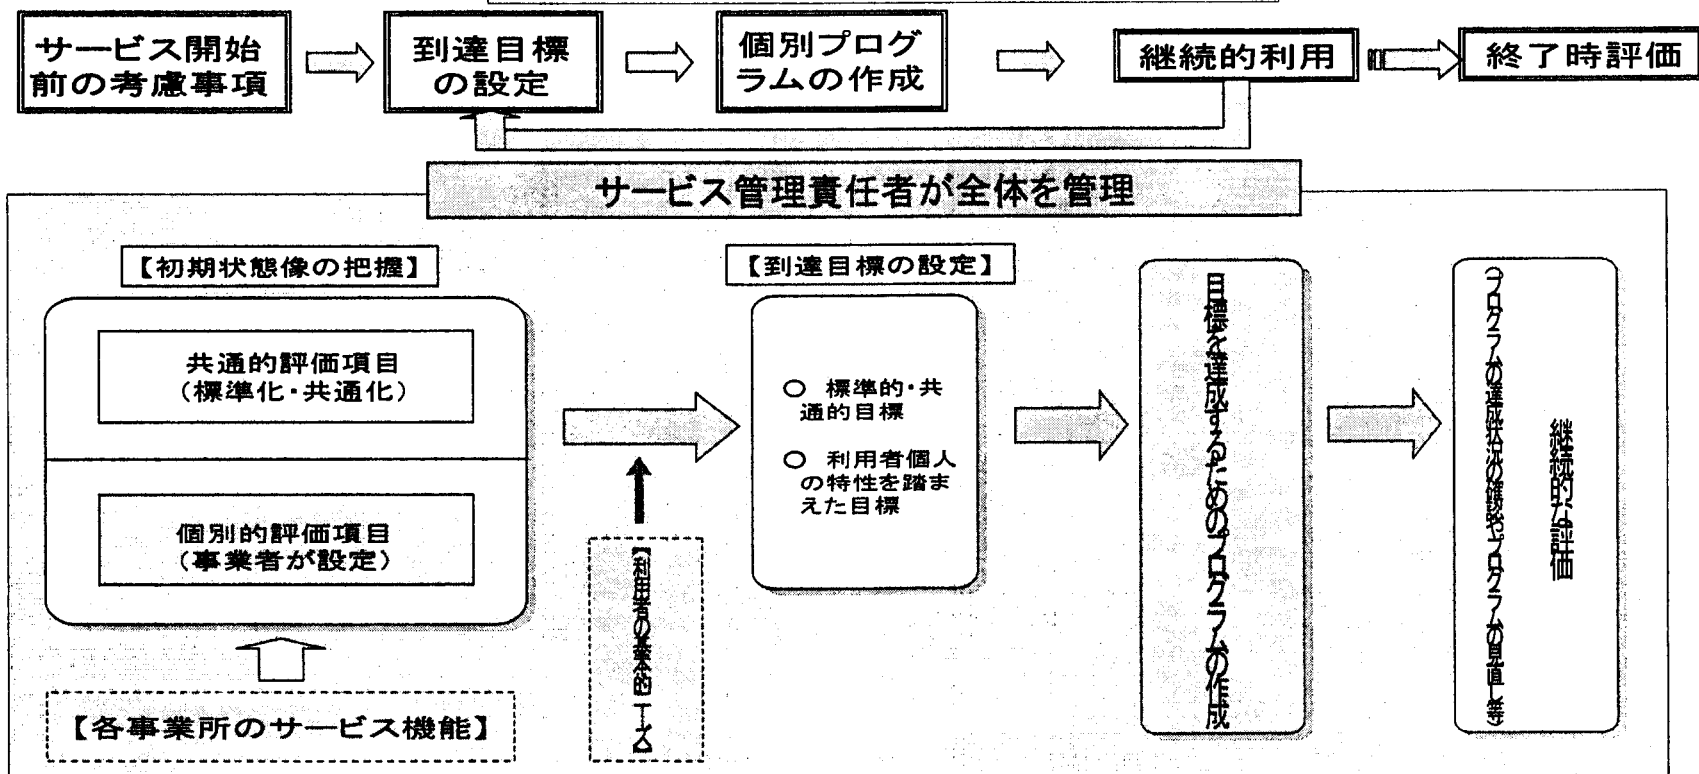 サービス開始
前の考慮事項
到達目標
の設定
個別プログ
ラムの作成
継続的利用
終了時評価
サービス管理責任者が全体を管理
【初期状態像の把握】
共通的評価項目
（標準化・共通化）
個別的評価項目
（事業者が設定）
【各事業所のサービス機能】
【利用者の基本的ニーズ】
【到達目標の設定】
○ 標準的・共
通的目標
○ 利用者個人
の特性を踏ま
えた目標
目標を達成するためのプログラムの作成
継続的な評価
（プログラムの達成状況の確認やプログラムの見直し等）